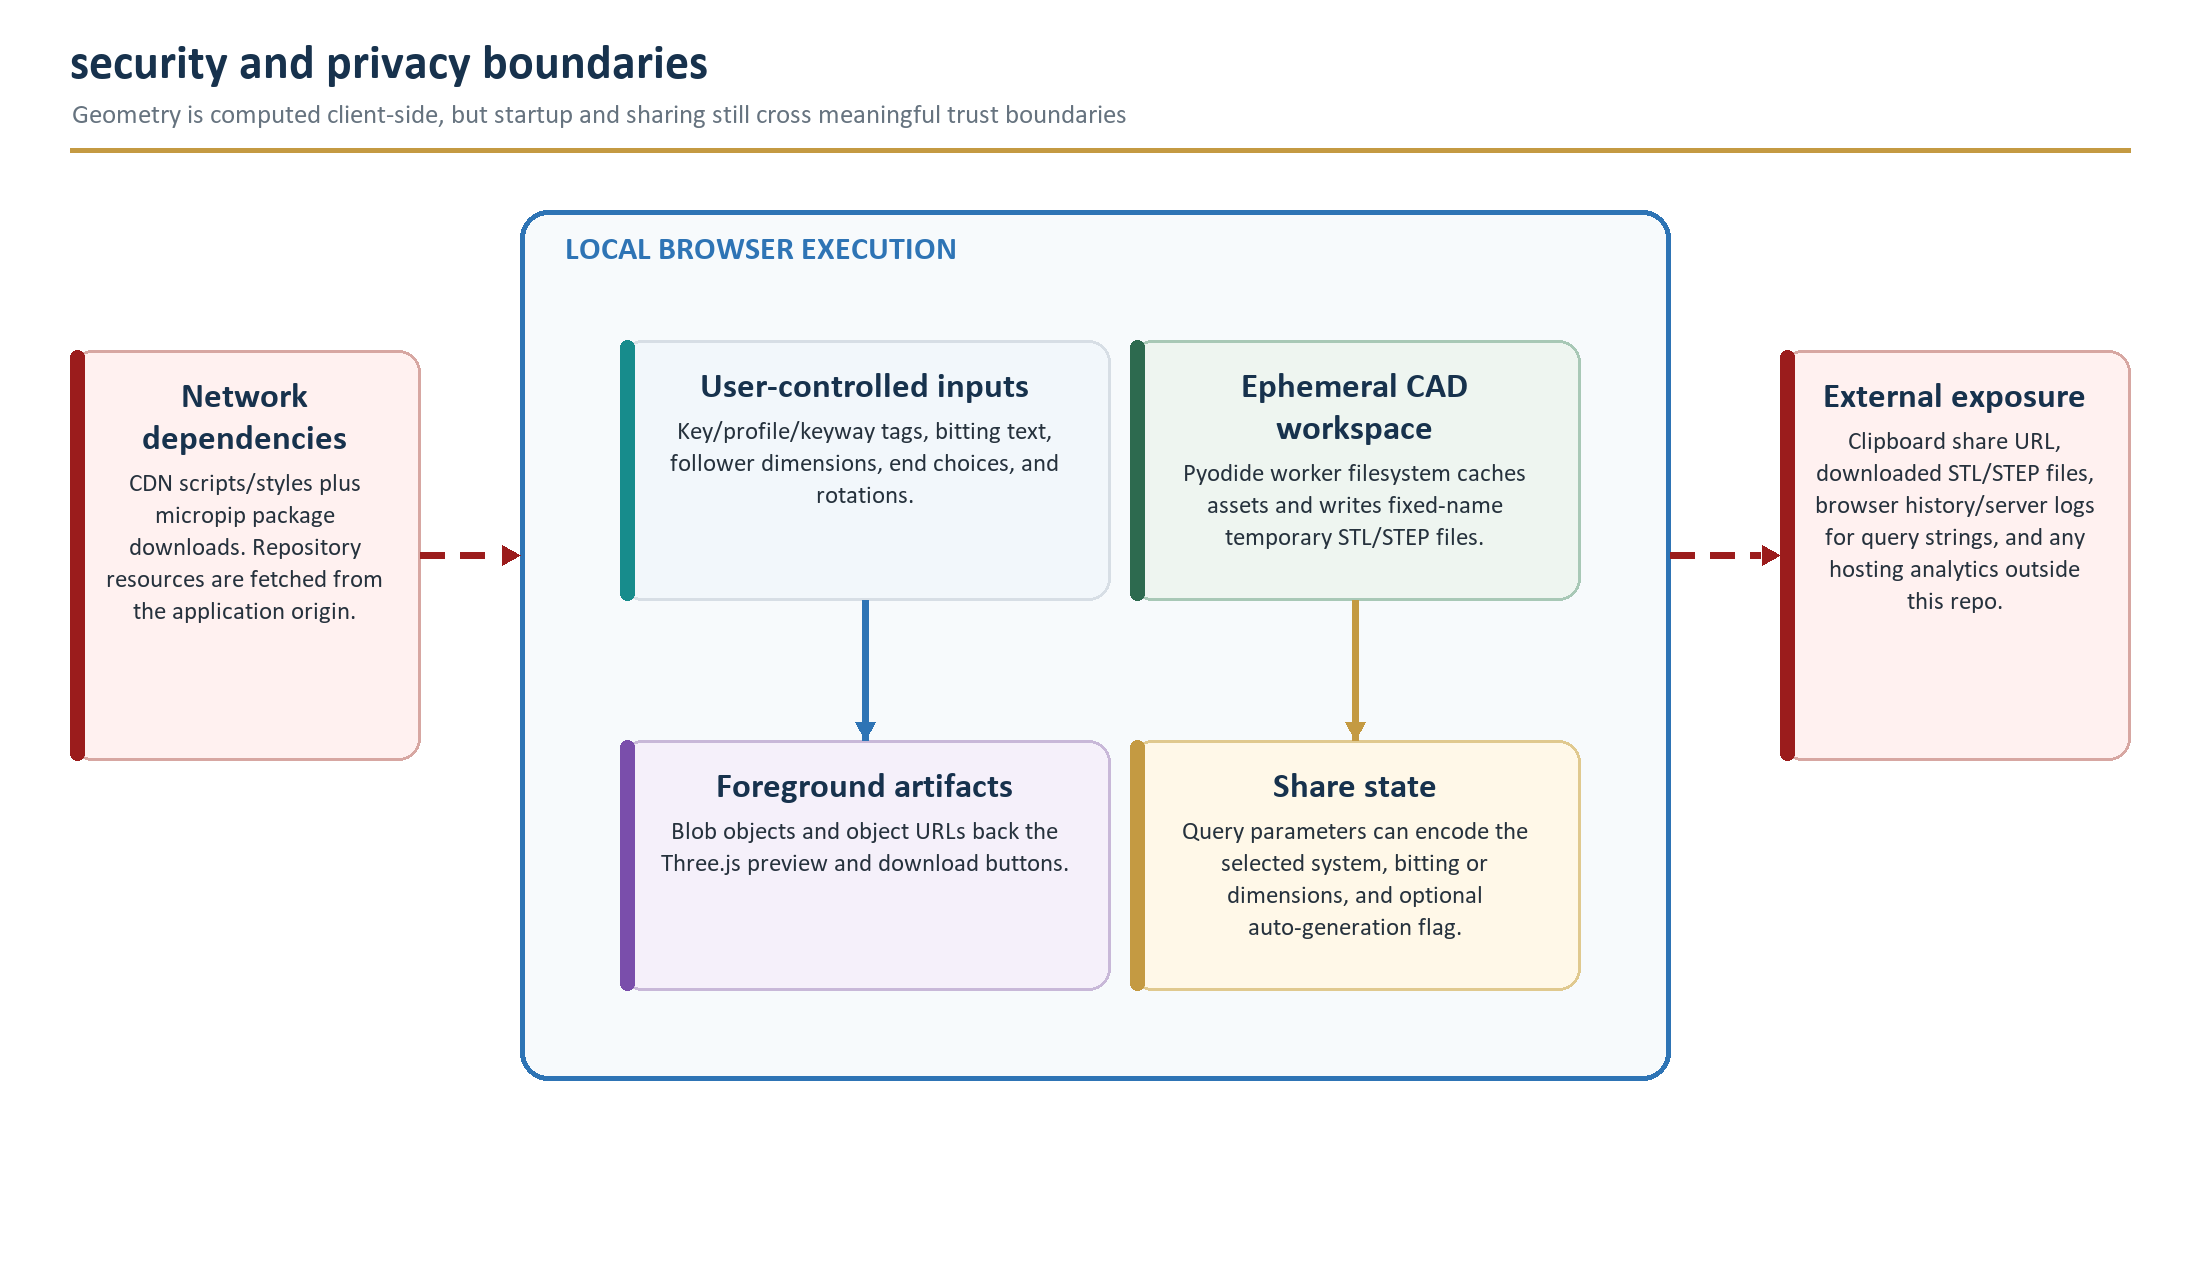 security and privacy boundaries
Geometry is computed client-side, but startup and sharing still cross meaningful trust boundaries
LOCAL BROWSER EXECUTION
Network
dependencies
CDN scripts/styles plus
micropip package
downloads. Repository
resources are fetched from
the application origin.
User-controlled inputs
Key/profile/keyway tags, bitting text,
follower dimensions, end choices, and
rotations.
Ephemeral CAD
workspace
Pyodide worker filesystem caches
assets and writes fixed-name
temporary STL/STEP files.
External exposure
Clipboard share URL,
downloaded STL/STEP files,
browser history/server logs
for query strings, and any
hosting analytics outside
this repo.
Foreground artifacts
Blob objects and object URLs back the
Three.js preview and download buttons.
Share state
Query parameters can encode the
selected system, bitting or
dimensions, and optional
auto-generation flag.